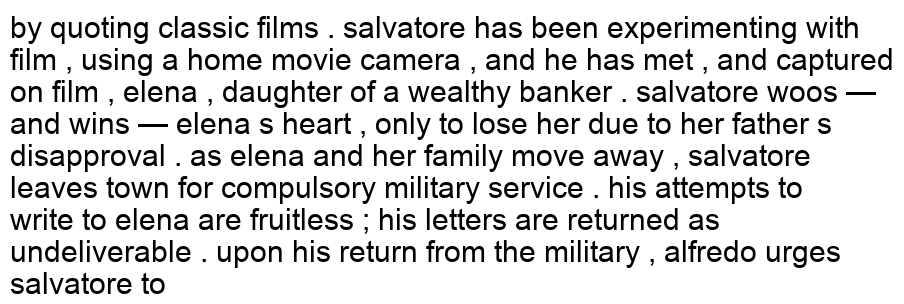 by quoting classic films . salvatore has been experimenting with
film , using a home movie camera , and he has met , and captured
on film , elena , daughter of a wealthy banker . salvatore woos —
and wins — elena s heart , only to lose her due to her father s
disapproval . as elena and her family move away , salvatore
leaves town for compulsory military service . his attempts to
write to elena are fruitless ; his letters are returned as
undeliverable . upon his return from the military , alfredo urges
salvatore to